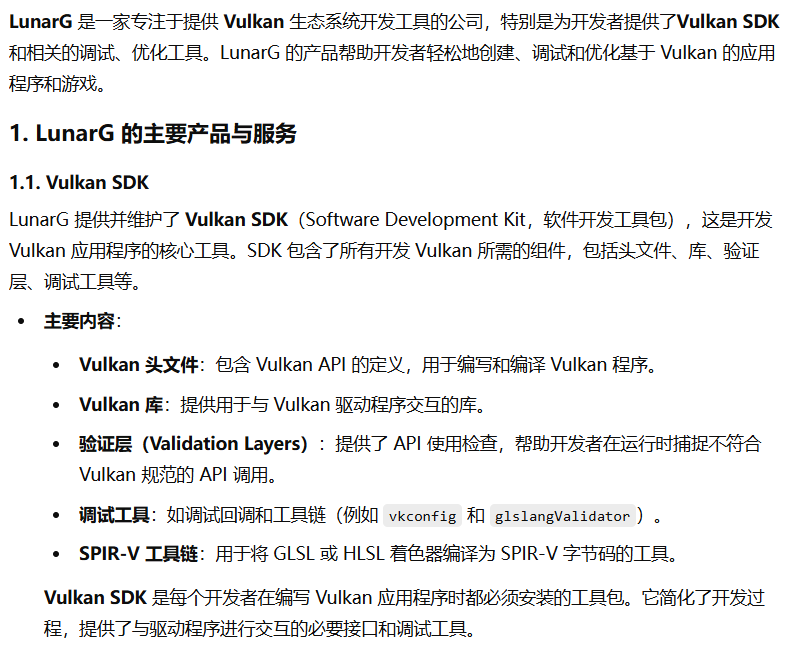 LunarG 是一家专注于提供 Vulkan 生态系统开发工具的公司，特别是为开发者提供了Vulkan SDK
和相关的调试、优化工具。LunarG 的产品帮助开发者轻松地创建、调试和优化基于 Vulkan 的应用
程序和游戏。
1. LunarG 的主要产品与服务
1.1. Vulkan SDK
LunarG 提供并维护了 Vulkan SDK（Software Development Kit，软件开发工具包），这是开发
Vulkan 应用程序的核心工具。SDK 包含了所有开发 Vulkan 所需的组件，包括头文件、库、验证
层、调试工具等。
• 主要内容：
• Vulkan 头文件：包含 Vulkan API 的定义，用于编写和编译 Vulkan 程序。
• Vulkan 库：提供用于与 Vulkan 驱动程序交互的库。
• 验证层（Validation Layers）：提供了 API 使用检查，帮助开发者在运行时捕捉不符合
Vulkan 规范的 API 调用。
• 调试工具：如调试回调和工具链（例如 vkconfig 和 glslangValidator）。
• SPIR-V 工具链：用于将 GLSL 或 HLSL 着色器编译为 SPIR-V 字节码的工具。
Vulkan SDK 是每个开发者在编写 Vulkan 应用程序时都必须安装的工具包。它简化了开发过
程，提供了与驱动程序进行交互的必要接口和调试工具。